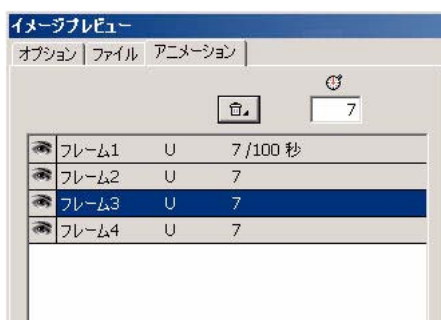 イメージプレビュー
オプション ファイル アニメーション
7
フレーム1 U 7/100 秒
フレーム2 U 7
フレーム3 U 7
フレーム4 U 7